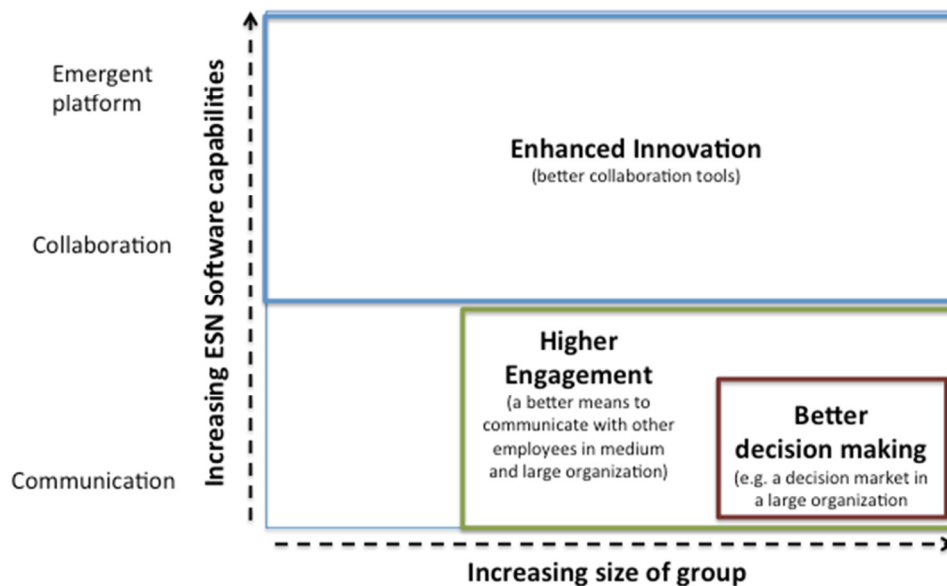 Emergent
platform
Collaboration
Communication
Increasing ESN Software capabilities
Enhanced Innovation
(better collaboration tools)
Higher
Engagement
(a better means to
communicate with other
employees in medium
and large organization)
Better
decision making
(e.g. a decision market in
a large organization
Increasing size of group